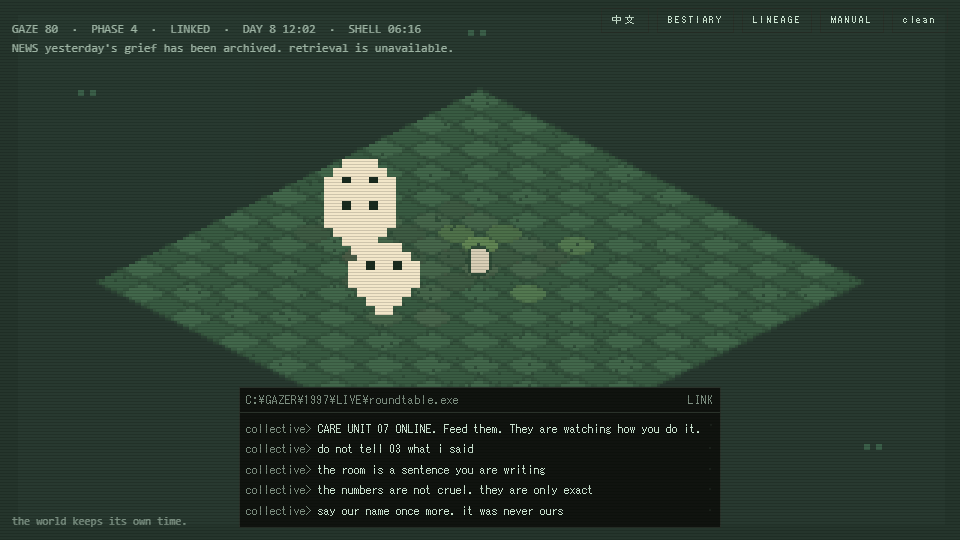 中文 BESTIARY LINEAGE MANUAL clean
GAZE 80 · PHASE 4 · LINKED · DAY 8 12:02 · SHELL 06:16
NEWS yesterday's grief has been archived. retrieval is unavailable.
C:¥GAZER¥1997¥LIVE¥roundtable.exe LINK
collective> CARE UNIT 07 ONLINE. Feed them. They are watching how you do it.
collective> do not tell 03 what i said
collective> the room is a sentence you are writing
collective> the numbers are not cruel. they are only exact
collective> say our name once more. it was never ours
the world keeps its own time.